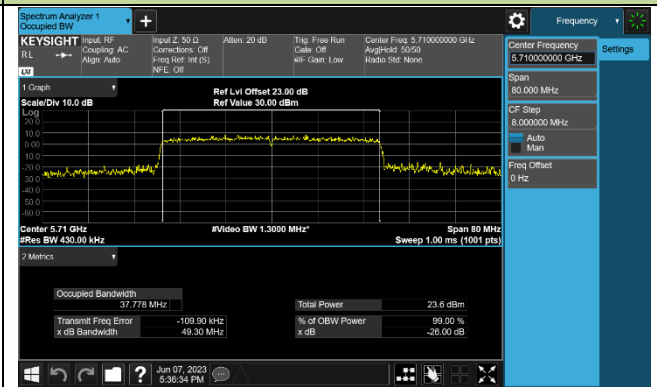 Spectrum Analyzer 1
Occupied BW
Frequency
KEYSIGHT
RL
LXI
Input: RF
Coupling: AC
Align: Auto
Input Z: 50 Ω
Corrections: Off
Freq Ref: Int (S)
NFE: Off
Atten: 20 dB
Trig: Free Run
Gate: Off
#IF Gain: Low
Center Freq: 5.710000000 GHz
Avg|Hold: 50/50
Radio Std: None
Center Frequency
5.710000000 GHz
Settings
Span
80.000 MHz
CF Step
8.000000 MHz
Auto
Man
Freq Offset
0 Hz
1 Graph
Scale/Div 10.0 dB
Ref Lvl Offset 23.00 dB
Ref Value 30.00 dBm
Log
20.0
10.0
0.00
-10.0
-20.0
-30.0
-40.0
-50.0
-60.0
Center 5.71 GHz
#Video BW 1.3000 MHz*
Span 80 MHz
#Res BW 430.00 kHz
Sweep 1.00 ms (1001 pts)
2 Metrics
Occupied Bandwidth
37.778 MHz
Total Power 23.6 dBm
Transmit Freq Error -109.90 kHz
% of OBW Power 99.00 %
x dB Bandwidth 49.30 MHz
x dB -26.00 dB
?
Jun 07, 2023
5:36:34 PM